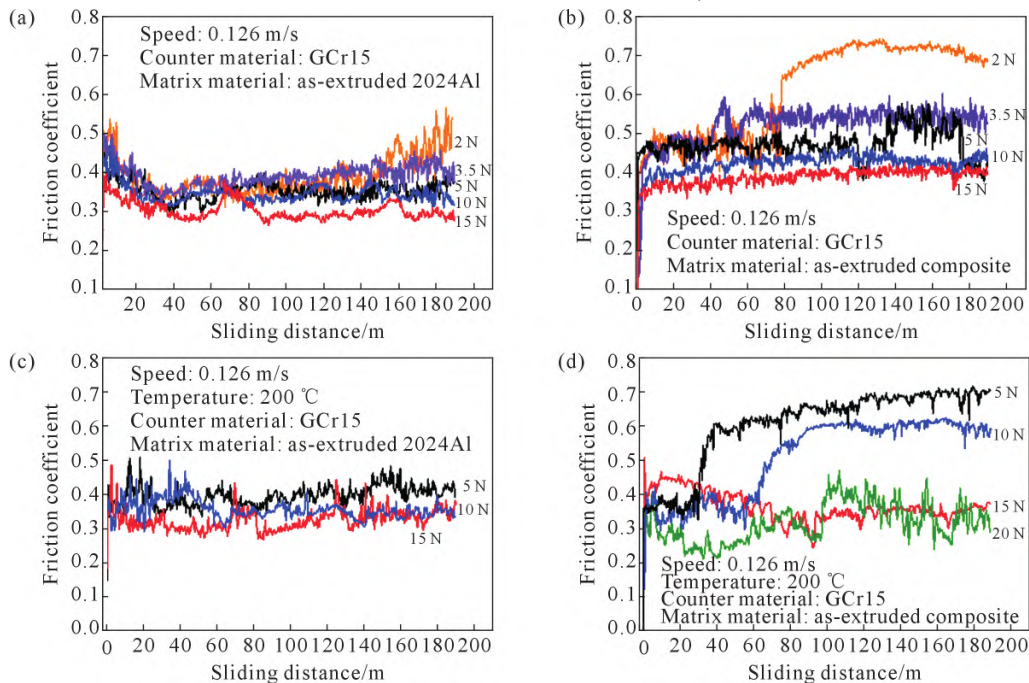 (a)
0.8
0.7
0.6
0.5
0.4
0.3
0.2
0.1
Friction coefficient
Speed: 0.126 m/s
Counter material: GCr15
Matrix material: as-extruded 2024Al
2 N
3.5 N
5 N
10 N
15 N
20 40 60 80 100 120 140 160 180 200
Sliding distance/m
(b)
0.8
0.7
0.6
0.5
0.4
0.3
0.2
0.1
Friction coefficient
2 N
3.5 N
5 N
10 N
15 N
Speed: 0.126 m/s
Counter material: GCr15
Matrix material: as-extruded composite
0 20 40 60 80 100 120 140 160 180 200
Sliding distance/m
(c)
0.8
0.7
0.6
0.5
0.4
0.3
0.2
0.1
0.0
Friction coefficient
Speed: 0.126 m/s
Temperature: 200 ℃
Counter material: GCr15
Matrix material: as-extruded 2024Al
5 N
10 N
15 N
0 20 40 60 80 100 120 140 160 180 200
Sliding distance/m
(d)
0.8
0.7
0.6
0.5
0.4
0.3
0.2
0.1
0.0
Friction coefficient
5 N
10 N
15 N
20 N
Speed: 0.126 m/s
Temperature: 200 ℃
Counter material: GCr15
Matrix material: as-extruded composite
0 20 40 60 80 100 120 140 160 180 200
Sliding distance/m